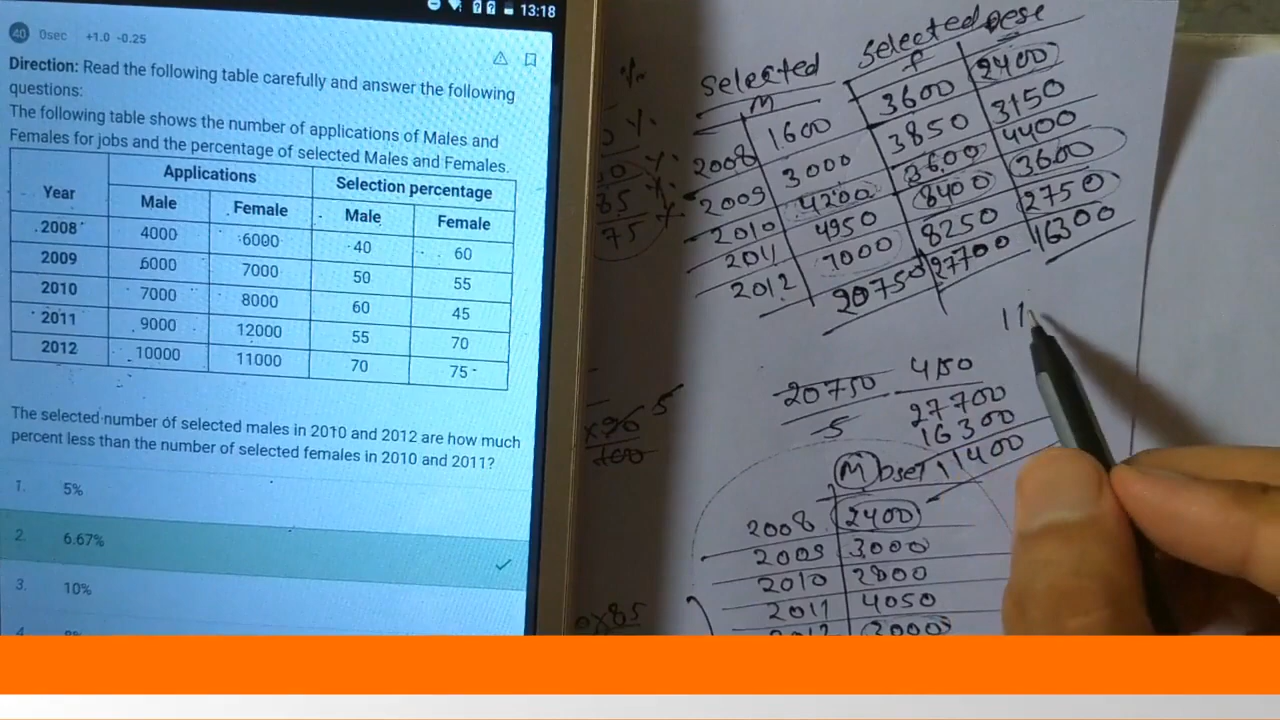 13:18
40 0sec +1.0 -0.25
Direction: Read the following table carefully and answer the following
questions:
The following table shows the number of applications of Males and
Females for jobs and the percentage of selected Males and Females.
Year Applications Selection percentage
Male Female Male Female
2008 4000 6000 40 60
2009 6000 7000 50 55
2010 7000 8000 60 45
2011 9000 12000 55 70
2012 10000 11000 70 75
The selected number of selected males in 2010 and 2012 are how much
percent less than the number of selected females in 2010 and 2011?
1. 5%
2. 6.67%
3. 10%
Selected Selected
M F
2008 1600 3600 2400
2009 3000 3850 3150
2010 4200 3600 4400
2011 4950 8400 3600
2012 7000 8250 2750
20750 27700 16300
11
20750 4150
5
27700
16300
11400
M
2008 2400
2009 3000
2010 2800
2011 4050
2012 3000